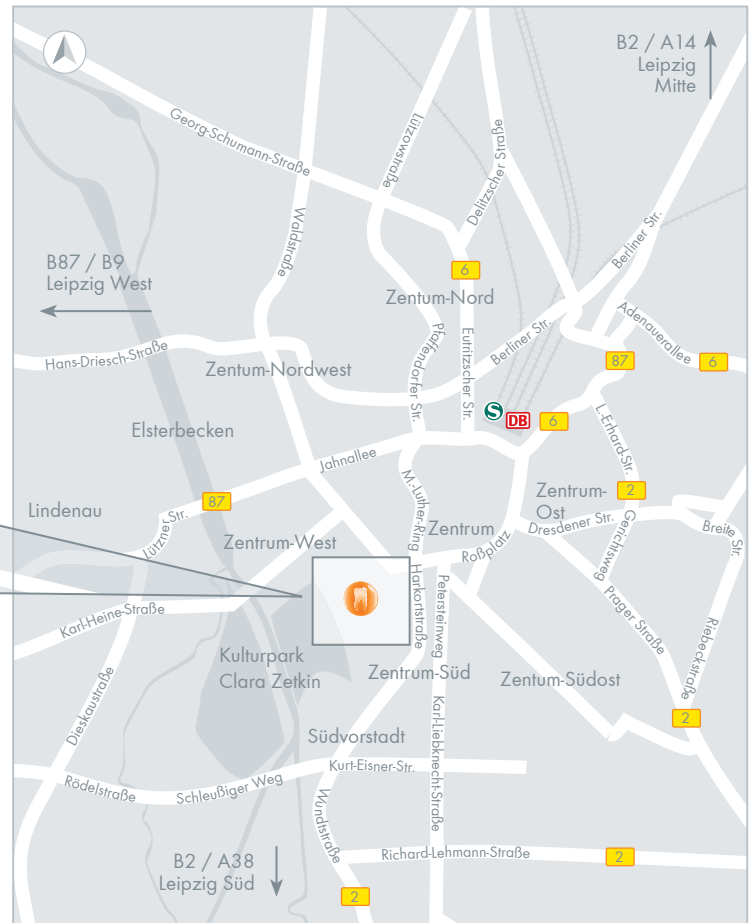 B2 / A14
Leipzig
Mitte
Georg-Schumann-Straße
Lützowstraße
Delitzscher Straße
Waldstraße
Berliner Str.
B87 / B9
Leipzig West
6
Zentum-Nord
Adenauerallee
Hans-Driesch-Straße
Zentum-Nordwest
Pfaffendorfer Str.
Eutritzscher Str.
Berliner Str.
87
6
Elsterbecken
S
DB
6
L.-Erhard-Str.
Jahnallee
M.-Luther-Ring
Lindenau
87
Lützner Str.
Zentrum-West
Zentrum
Zentrum-
Ost
2
Dresdener Str.
Breite Str.
Roßplatz
Gerichtsweg
Karl-Heine-Straße
Harkortstraße
Petersteinweg
Prager Straße
Riebeckstraße
Kulturpark
Clara Zetkin
Zentrum-Süd
Zentum-Südost
Dieskaustraße
2
Südvorstadt
Karl-Liebknecht-Straße
Kurt-Eisner-Str.
Rödelstraße
Schleußiger Weg
Wundtstraße
B2 / A38
Leipzig Süd
Richard-Lehmann-Straße
2
2